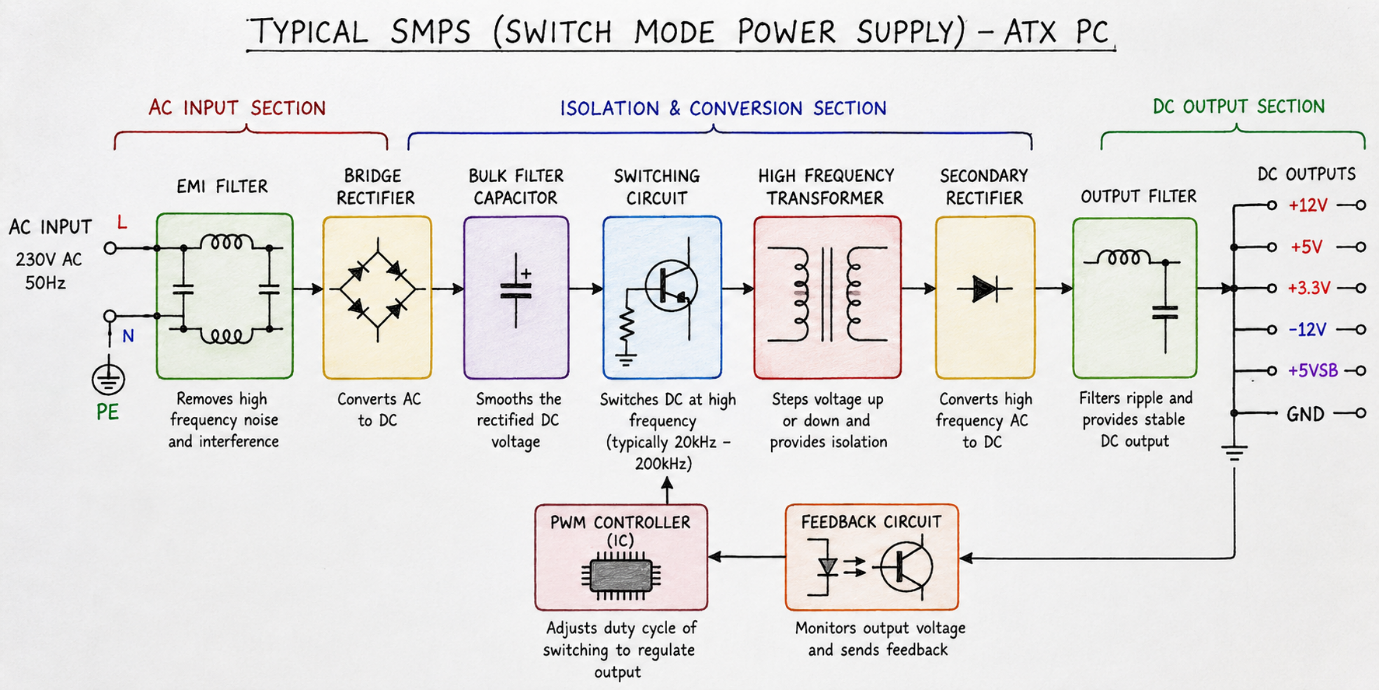 TYPICAL SMPS (SWITCH MODE POWER SUPPLY) – ATX PC
AC INPUT SECTION
ISOLATION & CONVERSION SECTION
DC OUTPUT SECTION
EMI FILTER
BRIDGE
RECTIFIER
BULK FILTER
CAPACITOR
SWITCHING
CIRCUIT
HIGH FREQUENCY
TRANSFORMER
SECONDARY
RECTIFIER
OUTPUT FILTER
DC OUTPUTS
AC INPUT
230V AC
50Hz
L
N
PE
+
+12V
+5V
+3.3V
-12V
+5VSB
GND
Removes high
frequency noise
and interference
Converts AC
to DC
Smooths the
rectified DC
voltage
Switches DC at high
frequency
(typically 20kHz –
200kHz)
Steps voltage up
or down and
provides isolation
Converts high
frequency AC
to DC
Filters ripple and
provides stable
DC output
PWM CONTROLLER
(IC)
Adjusts duty cycle of
switching to regulate
output
FEEDBACK CIRCUIT
Monitors output voltage
and sends feedback